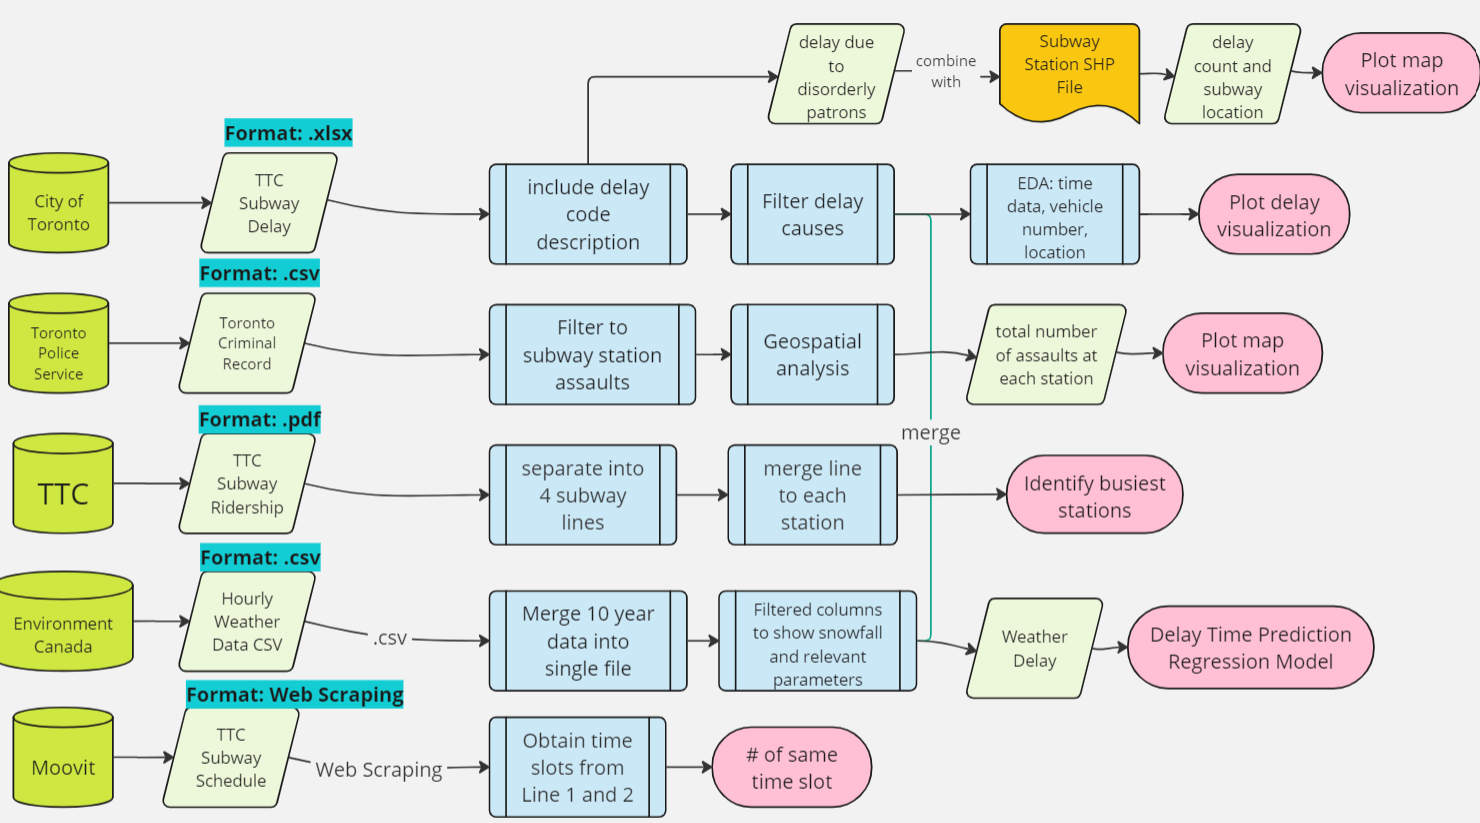 delay due
to
disorderly
patrons
combine
with
Subway
Station SHP
File
delay
count and
subway
location
Plot map
visualization
Format: .xlsx
City of
Toronto
TTC
Subway
Delay
include delay
code
description
Filter delay
causes
EDA: time
data, vehicle
number,
location
Plot delay
visualization
Format: .csv
Toronto
Police
Service
Toronto
Criminal
Record
Filter to
subway station
assaults
Geospatial
analysis
total number
of assaults at
each station
Plot map
visualization
merge
Format: .pdf
TTC
TTC
Subway
Ridership
separate into
4 subway
lines
merge line
to each
station
Identify busiest
stations
Format: .csv
Environment
Canada
Hourly
Weather
Data CSV
.csv
Merge 10 year
data into
single file
Filtered columns
to show snowfall
and relevant
parameters
Weather
Delay
Delay Time Prediction
Regression Model
Format: Web Scraping
Moovit
TTC
Subway
Schedule
Web Scraping
Obtain time
slots from
Line 1 and 2
# of same
time slot